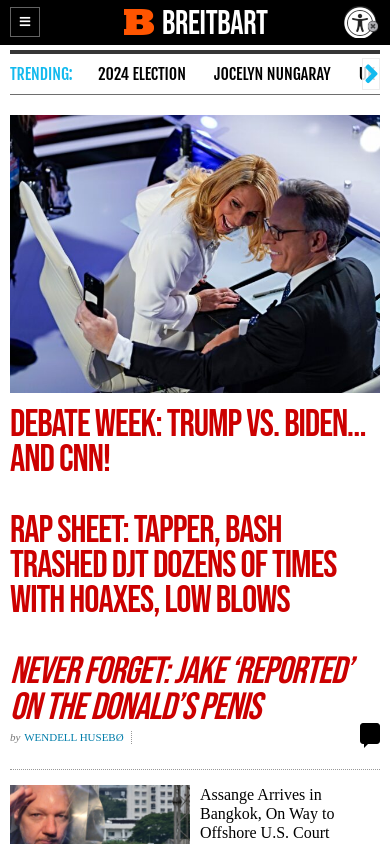 BREITBART
TRENDING: 2024 ELECTION JOCELYN NUNGARAY
DEBATE WEEK: TRUMP VS. BIDEN...
AND CNN!
RAP SHEET: TAPPER, BASH
TRASHED DJT DOZENS OF TIMES
WITH HOAXES, LOW BLOWS
NEVER FORGET: JAKE ‘REPORTED’
ON THE DONALD’S PENIS
by WENDELL HUSEBØ
Assange Arrives in
Bangkok, On Way to
Offshore U.S. Court